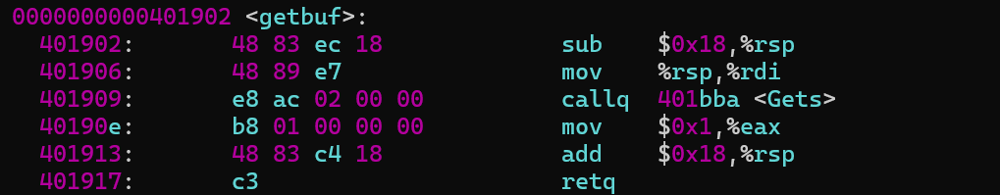 0000000000401902 <getbuf>:
  401902:	48 83 ec 18	sub    $0x18,%rsp
  401906:	48 89 e7	mov    %rsp,%rdi
  401909:	e8 ac 02 00 00	callq  401bba <Gets>
  40190e:	b8 01 00 00 00	mov    $0x1,%eax
  401913:	48 83 c4 18	add    $0x18,%rsp
  401917:	c3	retq